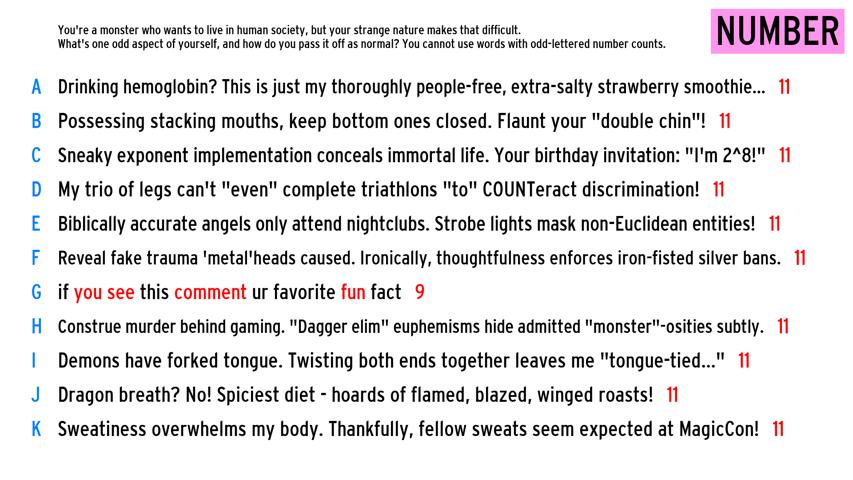 You're a monster who wants to live in human society, but your strange nature makes that difficult.
What's one odd aspect of yourself, and how do you pass it off as normal? You cannot use words with odd-lettered number counts.
NUMBER
A Drinking hemoglobin? This is just my thoroughly people-free, extra-salty strawberry smoothie... 11
B Possessing stacking mouths, keep bottom ones closed. Flaunt your "double chin"! 11
C Sneaky exponent implementation conceals immortal life. Your birthday invitation: "I'm 2^8!" 11
D My trio of legs can't "even" complete triathlons "to" COUNTeract discrimination! 11
E Biblically accurate angels only attend nightclubs. Strobe lights mask non-Euclidean entities! 11
F Reveal fake trauma 'metal'heads caused. Ironically, thoughtfulness enforces iron-fisted silver bans. 11
G if you see this comment ur favorite fun fact 9
H Construe murder behind gaming. "Dagger elim" euphemisms hide admitted "monster"-osities subtly. 11
I Demons have forked tongue. Twisting both ends together leaves me "tongue-tied..." 11
J Dragon breath? No! Spiciest diet - hoards of flamed, blazed, winged roasts! 11
K Sweatiness overwhelms my body. Thankfully, fellow sweats seem expected at MagicCon! 11